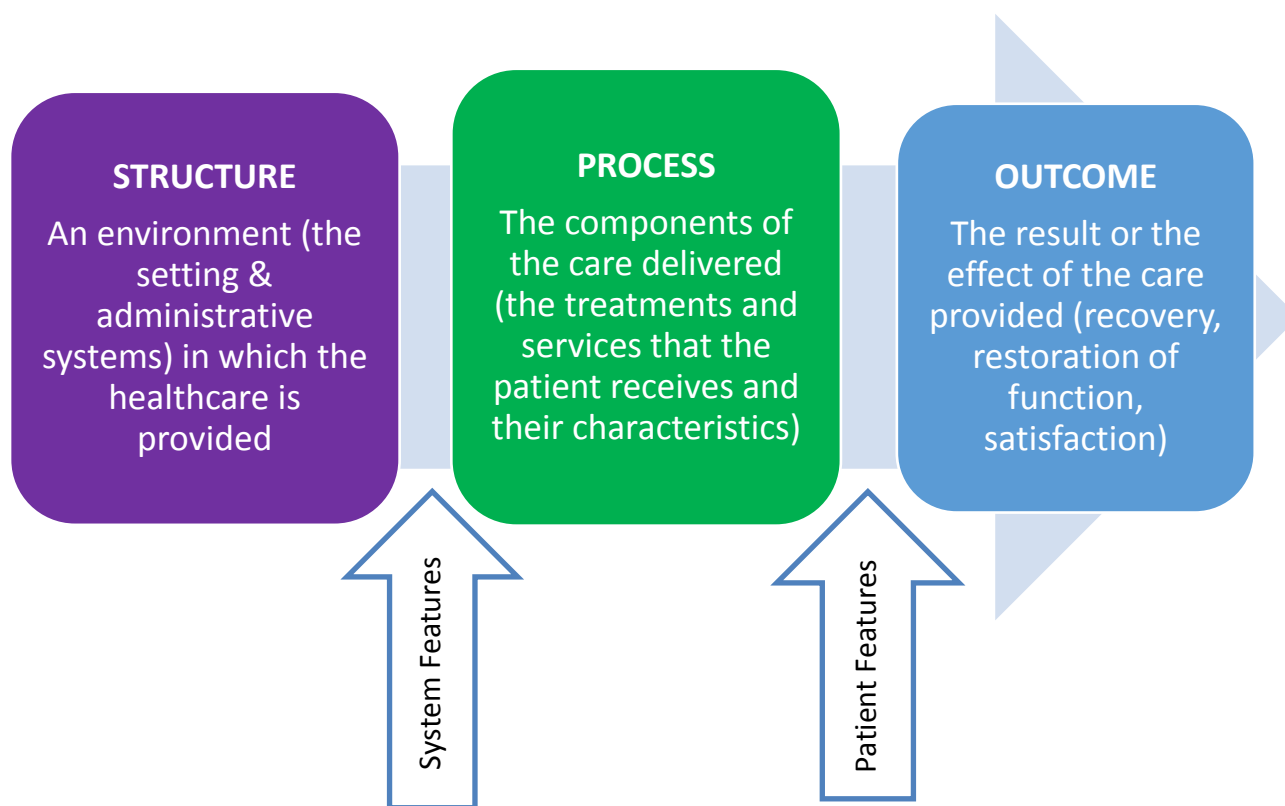 STRUCTURE
An environment (the
setting &
administrative
systems) in which the
healthcare is
provided
PROCESS
The components of
the care delivered
(the treatments and
services that the
patient receives and
their characteristics)
OUTCOME
The result or the
effect of the care
provided (recovery,
restoration of
function,
satisfaction)
System Features
Patient Features